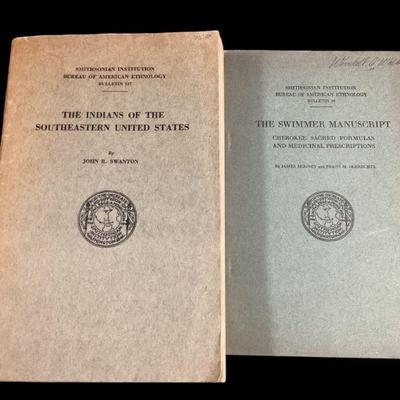 SMITHSONIAN INSTITUTION
BUREAU OF AMERICAN ETHNOLOGY
BULLETIN 137
THE INDIANS OF THE
SOUTHEASTERN UNITED STATES
By
JOHN R. SWANTON
SMITHSONIAN INSTITUTION
BUREAU OF AMERICAN ETHNOLOGY
BULLETIN 99
THE SWIMMER MANUSCRIPT
CHEROKEE SACRED FORMULAS
AND MEDICINAL PRESCRIPTIONS
By JAMES MOONEY and FRANS M. OLBRECHTS